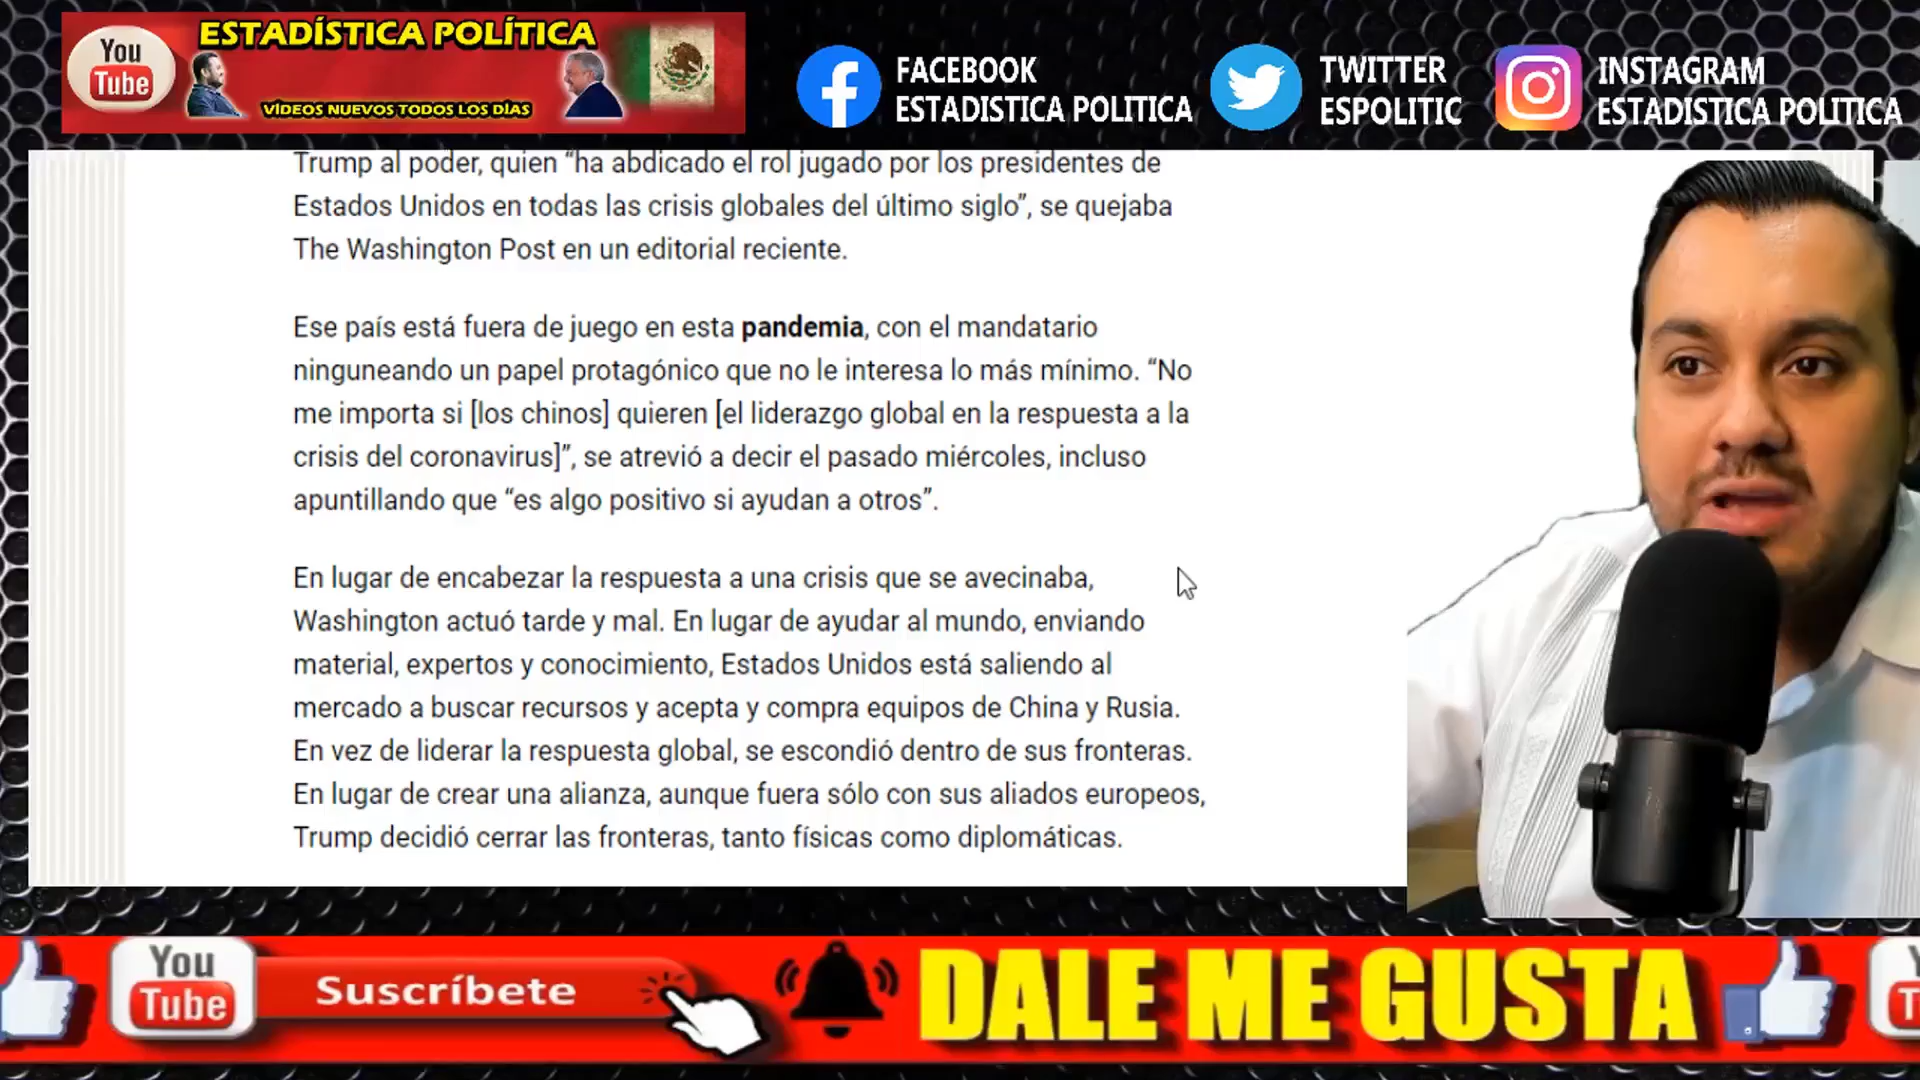 You
Tube
ESTADÍSTICA POLÍTICA
VÍDEOS NUEVOS TODOS LOS DÍAS
FACEBOOK
ESTADISTICA POLITICA
TWITTER
ESPOLITIC
INSTAGRAM
ESTADISTICA POLITICA
Trump al poder, quien “ha abdicado el rol jugado por los presidentes de
Estados Unidos en todas las crisis globales del último siglo”, se quejaba
The Washington Post en un editorial reciente.
Ese país está fuera de juego en esta pandemia, con el mandatario
ninguneando un papel protagónico que no le interesa lo más mínimo. “No
me importa si [los chinos] quieren [el liderazgo global en la respuesta a la
crisis del coronavirus]”, se atrevió a decir el pasado miércoles, incluso
apuntillando que “es algo positivo si ayudan a otros”.
En lugar de encabezar la respuesta a una crisis que se avecinaba,
Washington actuó tarde y mal. En lugar de ayudar al mundo, enviando
material, expertos y conocimiento, Estados Unidos está saliendo al
mercado a buscar recursos y acepta y compra equipos de China y Rusia.
En vez de liderar la respuesta global, se escondió dentro de sus fronteras.
En lugar de crear una alianza, aunque fuera sólo con sus aliados europeos,
Trump decidió cerrar las fronteras, tanto físicas como diplomáticas.
You
Tube
Suscríbete
DALE ME GUSTA